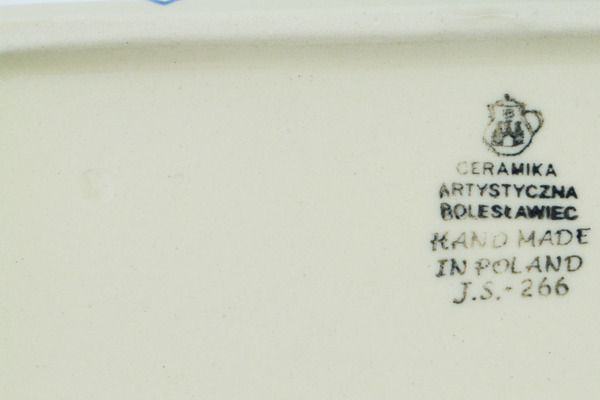 CERAMIKA
ARTYSTYCZNA
BOLESŁAWIEC
HAND MADE
IN POLAND
J.S.-266